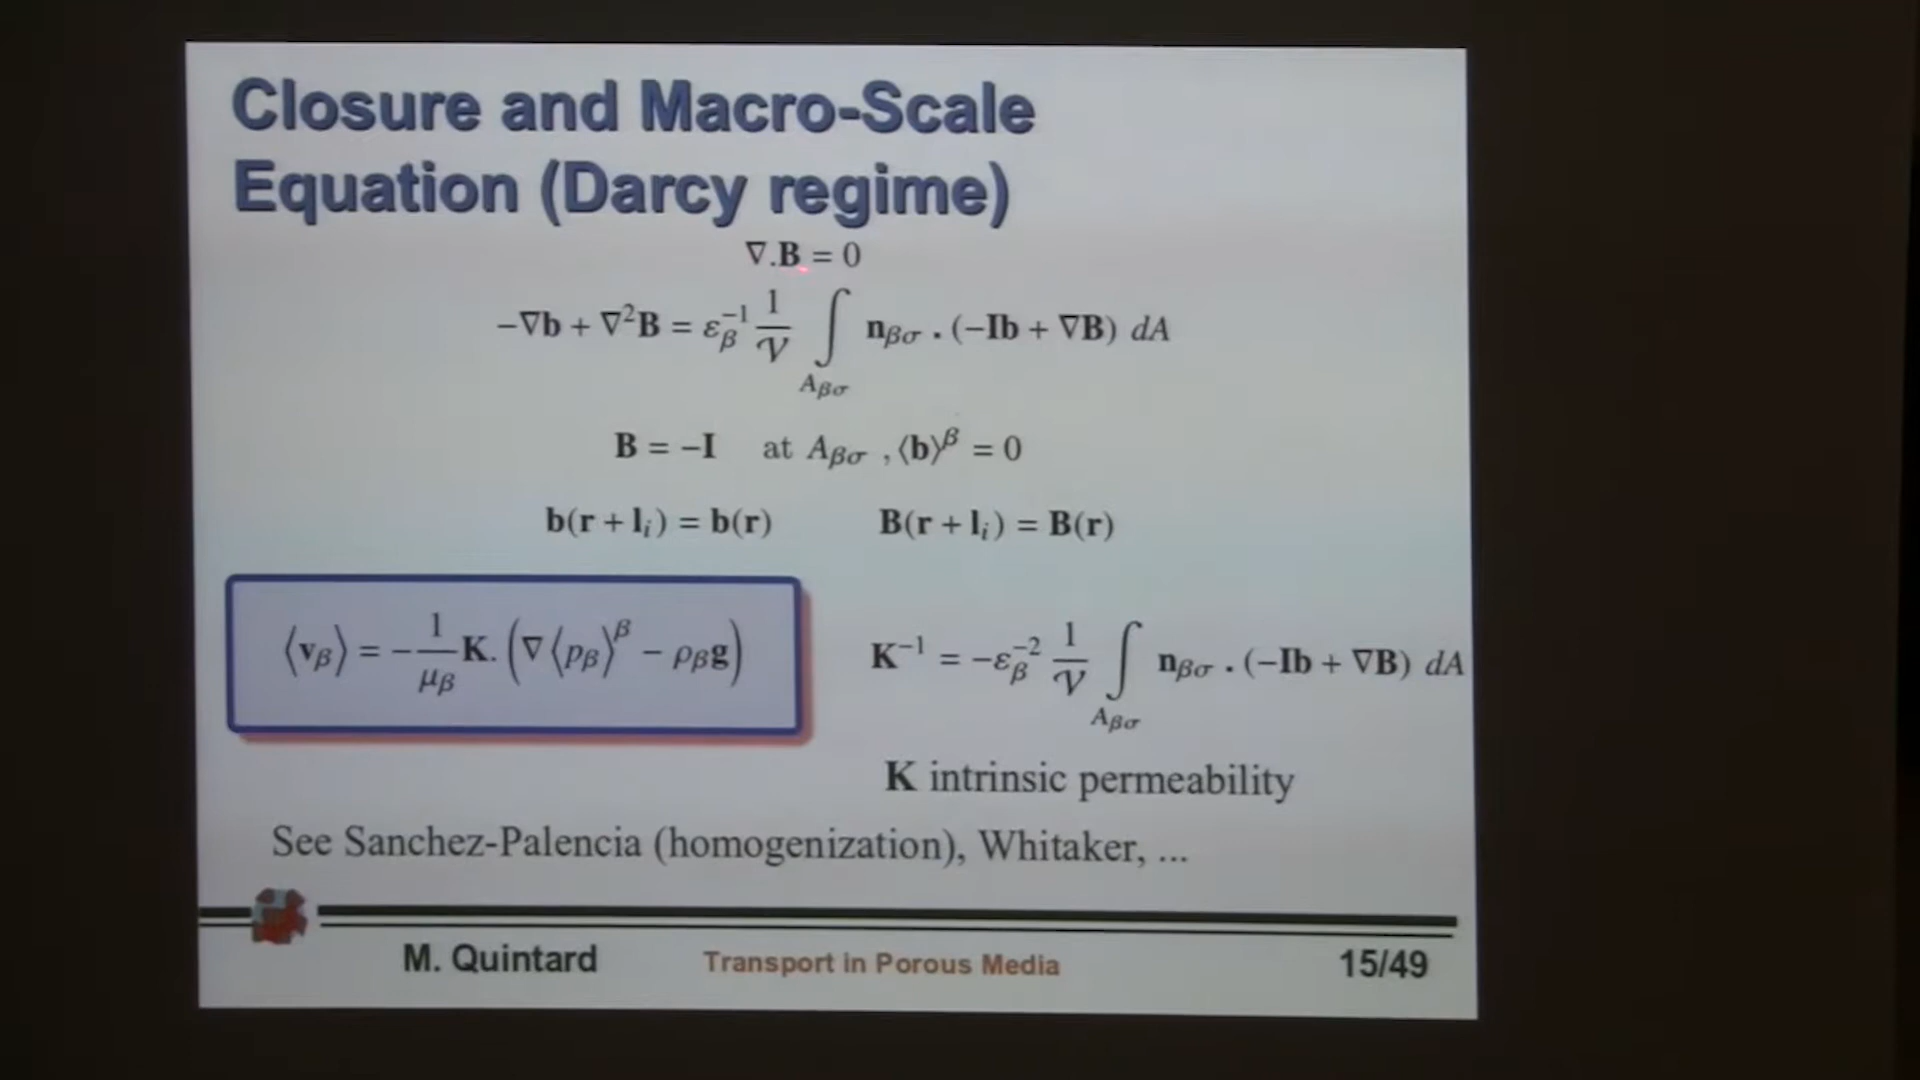 Closure and Macro-Scale
Equation (Darcy regime)
∇.B = 0
−∇b + ∇²B = ε_β⁻¹ 1/𝒱 ∫_{A_βσ} n_βσ . (−Ib + ∇B) dA
B = −I at A_βσ , ⟨b⟩^β = 0
b(r + l_i) = b(r) B(r + l_i) = B(r)
⟨v_β⟩ = −1/μ_β K. (∇⟨p_β⟩^β − ρ_β g) K⁻¹ = −ε_β⁻² 1/𝒱 ∫_{A_βσ} n_βσ . (−Ib + ∇B) dA
K intrinsic permeability
See Sanchez-Palencia (homogenization), Whitaker, ...
M. Quintard Transport in Porous Media 15/49